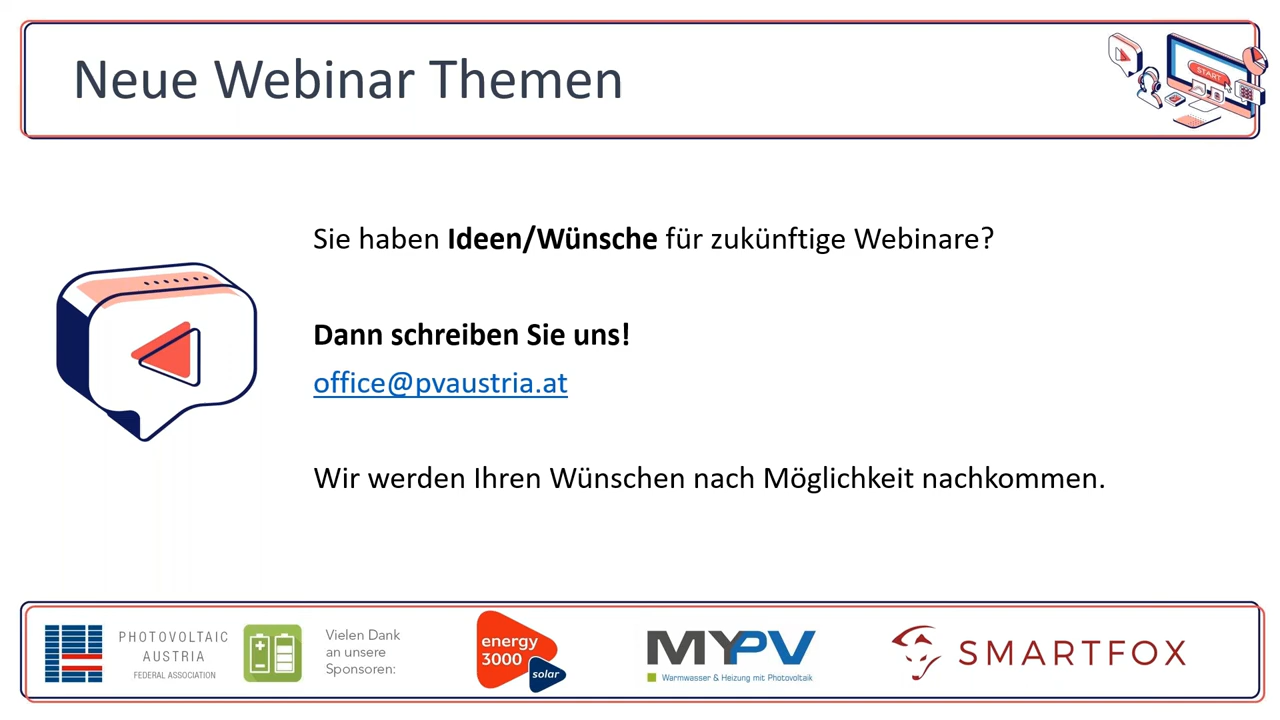 Neue Webinar Themen
START
Sie haben Ideen/Wünsche für zukünftige Webinare?
Dann schreiben Sie uns!
office@pvaustria.at
Wir werden Ihren Wünschen nach Möglichkeit nachkommen.
PHOTOVOLTAIC
AUSTRIA
FEDERAL ASSOCIATION
Vielen Dank
an unsere
Sponsoren:
energy
3000
solar
MYPV
Warmwasser & Heizung mit Photovoltaik
SMARTFOX